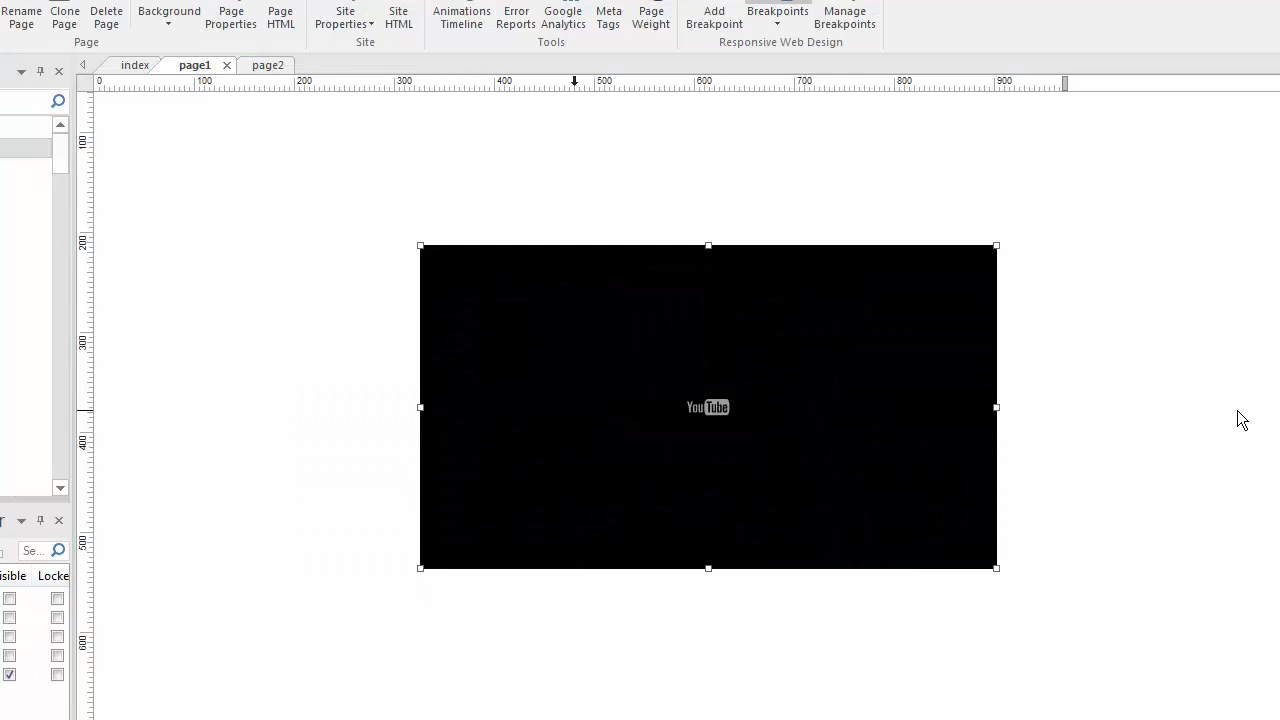 Rename Page
Clone Page
Delete Page
Background
Page Properties
Page HTML
Site Properties
Site HTML
Animations Timeline
Error Reports
Google Analytics
Meta Tags
Page Weight
Add Breakpoint
Breakpoints
Manage Breakpoints
Page
Site
Tools
Responsive Web Design
index
page1
page2
0 100 200 300 400 500 600 700 800 900
100
200
300
400
500
600
YouTube
r
Se...
isible
Locke